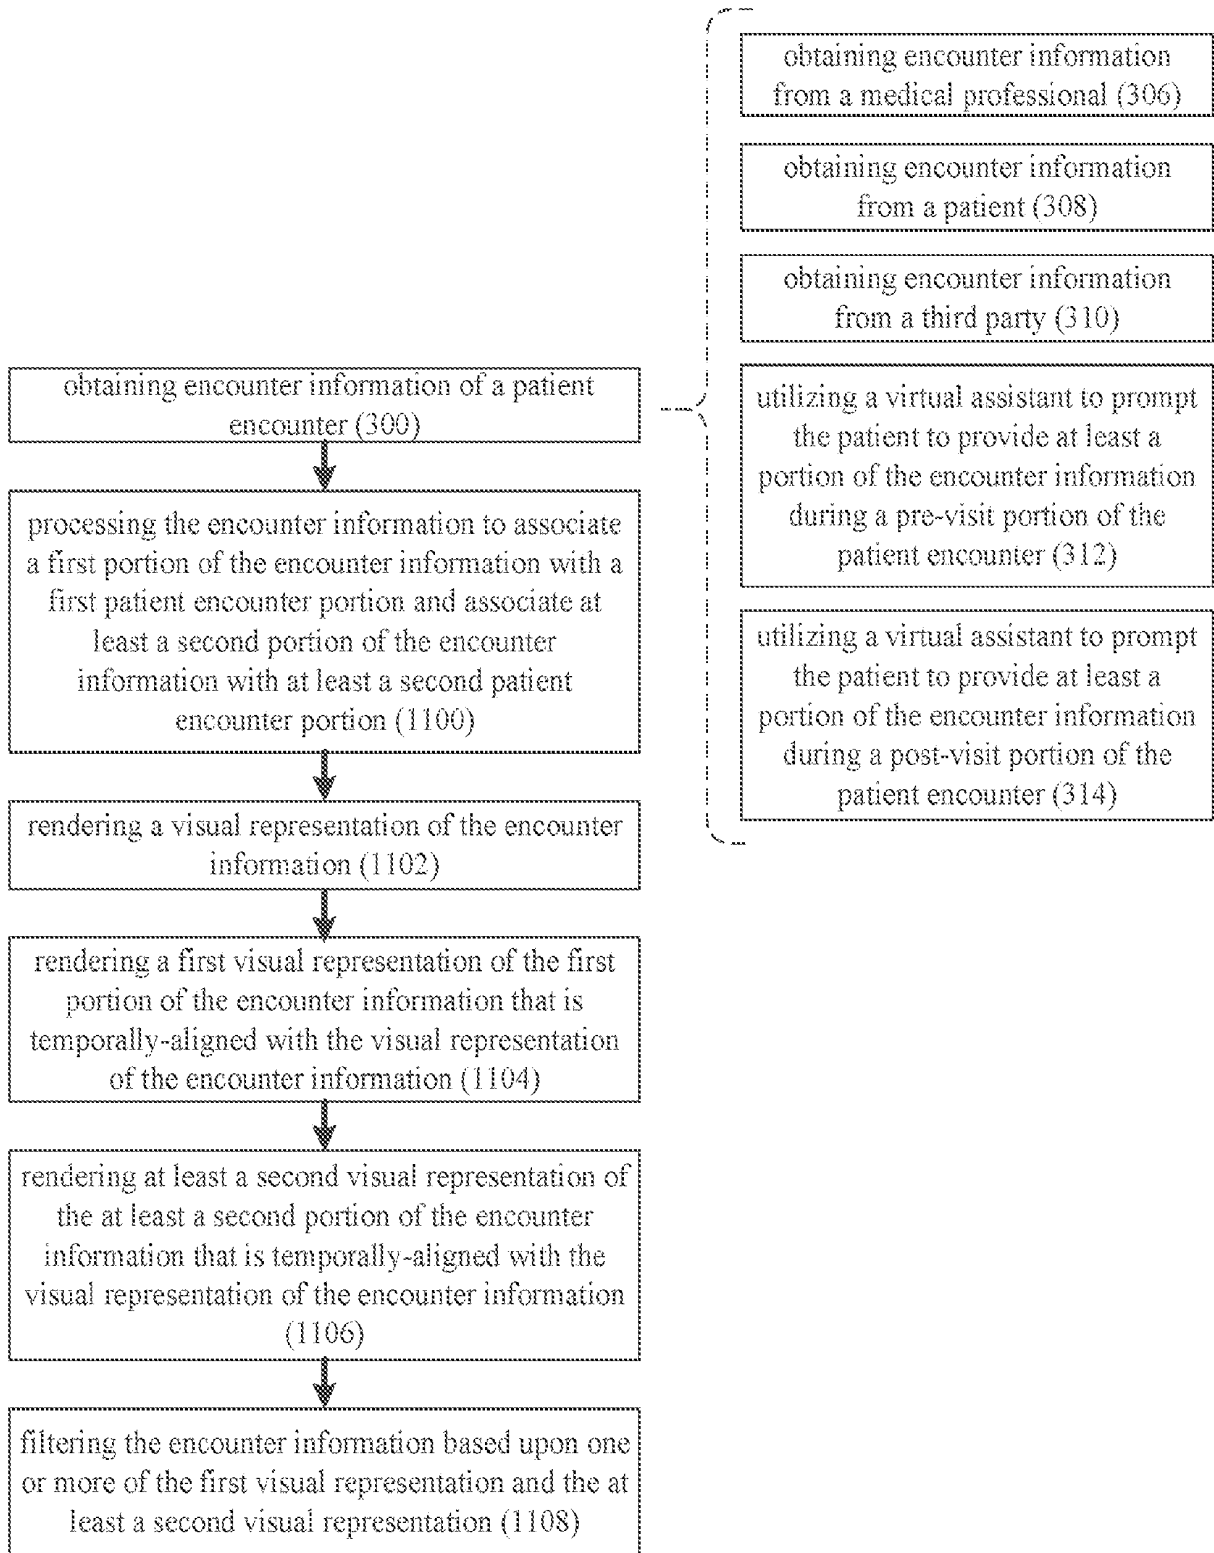 obtaining encounter information of a patient
encounter (300)
processing the encounter information to associate
a first portion of the encounter information with a
first patient encounter portion and associate at
least a second portion of the encounter
information with at least a second patient
encounter portion (1100)
rendering a visual representation of the encounter
information (1102)
rendering a first visual representation of the first
portion of the encounter information that is
temporally-aligned with the visual representation
of the encounter information (1104)
rendering at least a second visual representation of
the at least a second portion of the encounter
information that is temporally-aligned with the
visual representation of the encounter information
(1106)
filtering the encounter information based upon one
or more of the first visual representation and the at
least a second visual representation (1108)
obtaining encounter information
from a medical professional (306)
obtaining encounter information
from a patient (308)
obtaining encounter information
from a third party (310)
utilizing a virtual assistant to prompt
the patient to provide at least a
portion of the encounter information
during a pre-visit portion of the
patient encounter (312)
utilizing a virtual assistant to prompt
the patient to provide at least a
portion of the encounter information
during a post-visit portion of the
patient encounter (314)